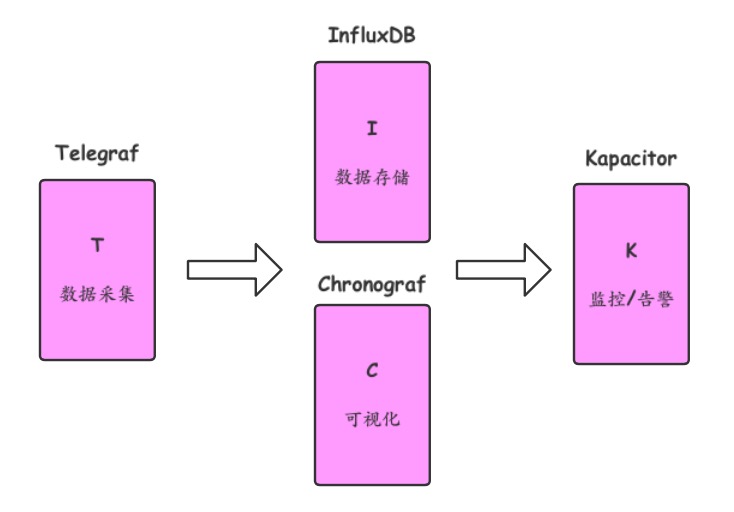 Telegraf
T
数据采集
InfluxDB
I
数据存储
Chronograf
C
可视化
Kapacitor
K
监控/告警